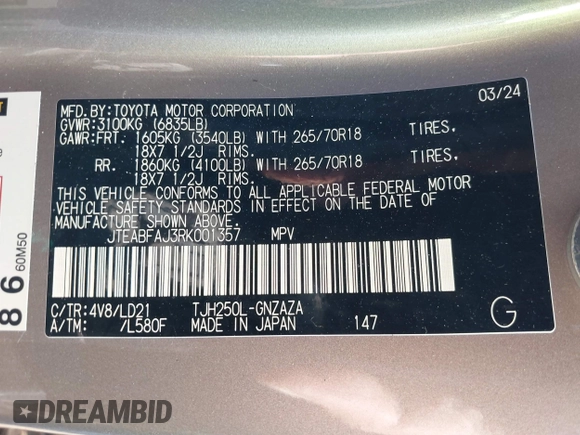 MFD.BY:TOYOTA MOTOR CORPORATION 03/24
GVWR:3100KG (6835LB)
GAWR:FRT. 1605KG (3540LB) WITH 265/70R18 TIRES,
18X7 1/2J RIMS.
RR. 1860KG (4100LB) WITH 265/70R18 TIRES,
18X7 1/2J RIMS.
THIS VEHICLE CONFORMS TO ALL APPLICABLE FEDERAL MOTOR
VEHICLE SAFETY STANDARDS IN EFFECT ON THE DATE OF
MANUFACTURE SHOWN ABOVE.
JTEABFAJ3RK001357 MPV
C/TR:4V8/LD21 TJH250L-GNZAZA
A/TM: /L580F MADE IN JAPAN 147 G
86
60M50
DREAMBID